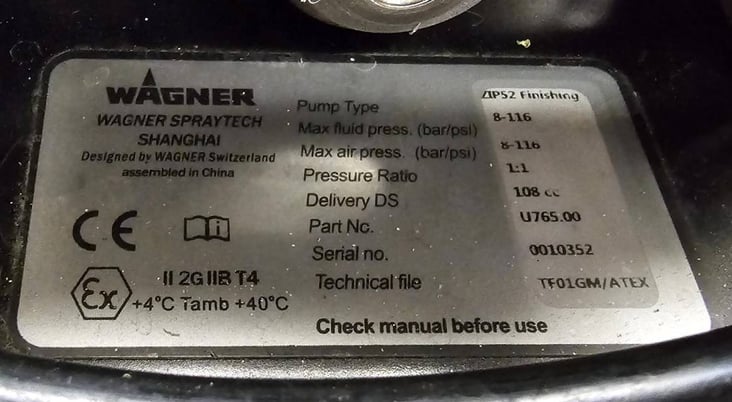 WAGNER
WAGNER SPRAYTECH
SHANGHAI
Designed by WAGNER Switzerland
assembled in China
CE
Ex
II 2G IIB T4
+4°C Tamb +40°C
Pump Type ZIP52 Finishing
Max fluid press. (bar/psi) 8-116
Max air press. (bar/psi) 8-116
Pressure Ratio 1:1
Delivery DS 108 cc
Part No. U765.00
Serial no. 0010352
Technical file TF01GM/ATEX
Check manual before use